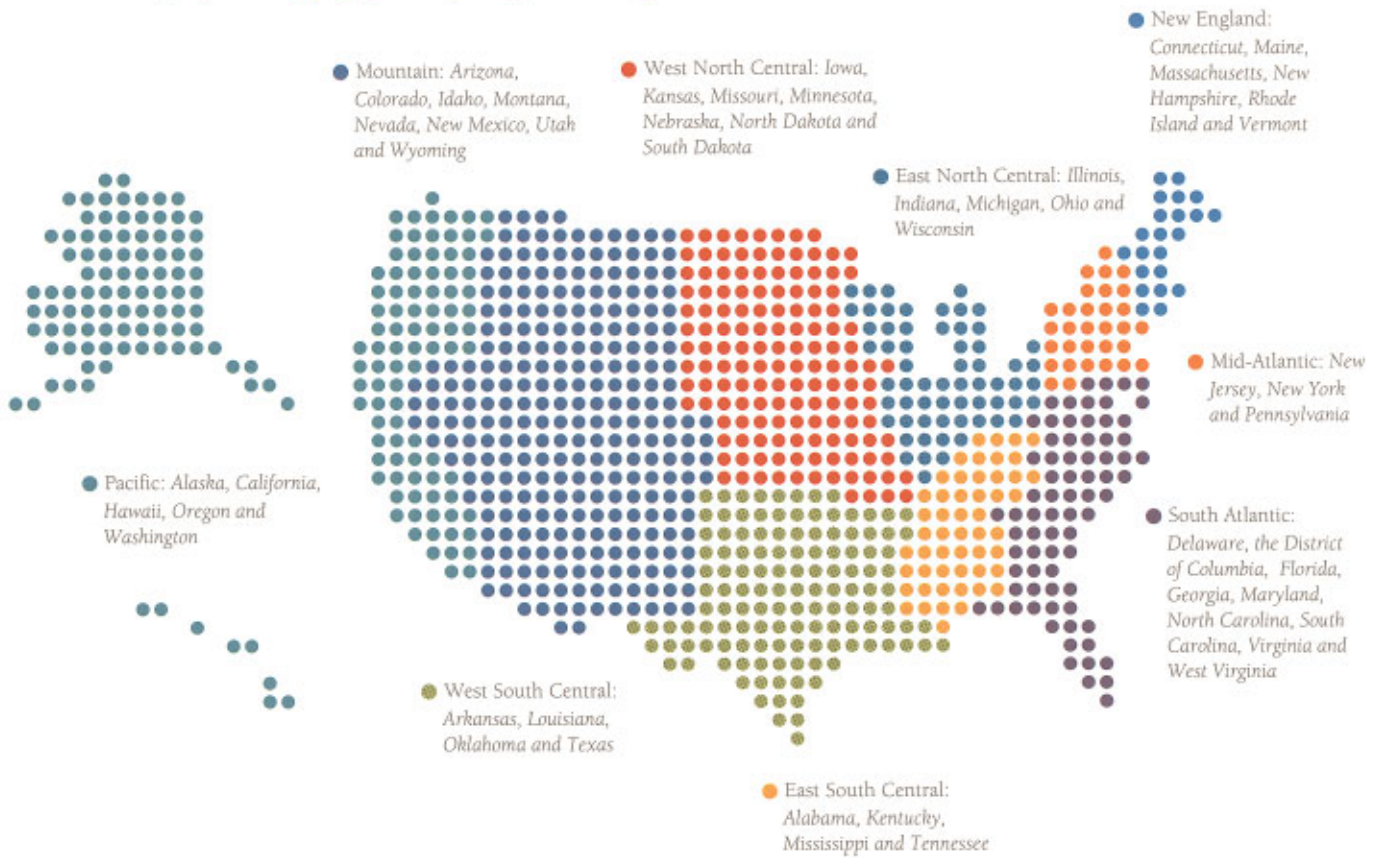 New England:
Connecticut, Maine,
Massachusetts, New
Hampshire, Rhode
Island and Vermont
Mountain: Arizona,
Colorado, Idaho, Montana,
Nevada, New Mexico, Utah
and Wyoming
West North Central: Iowa,
Kansas, Missouri, Minnesota,
Nebraska, North Dakota and
South Dakota
East North Central: Illinois,
Indiana, Michigan, Ohio and
Wisconsin
Mid-Atlantic: New
Jersey, New York
and Pennsylvania
Pacific: Alaska, California,
Hawaii, Oregon and
Washington
South Atlantic:
Delaware, the District
of Columbia, Florida,
Georgia, Maryland,
North Carolina, South
Carolina, Virginia and
West Virginia
West South Central:
Arkansas, Louisiana,
Oklahoma and Texas
East South Central:
Alabama, Kentucky,
Mississippi and Tennessee